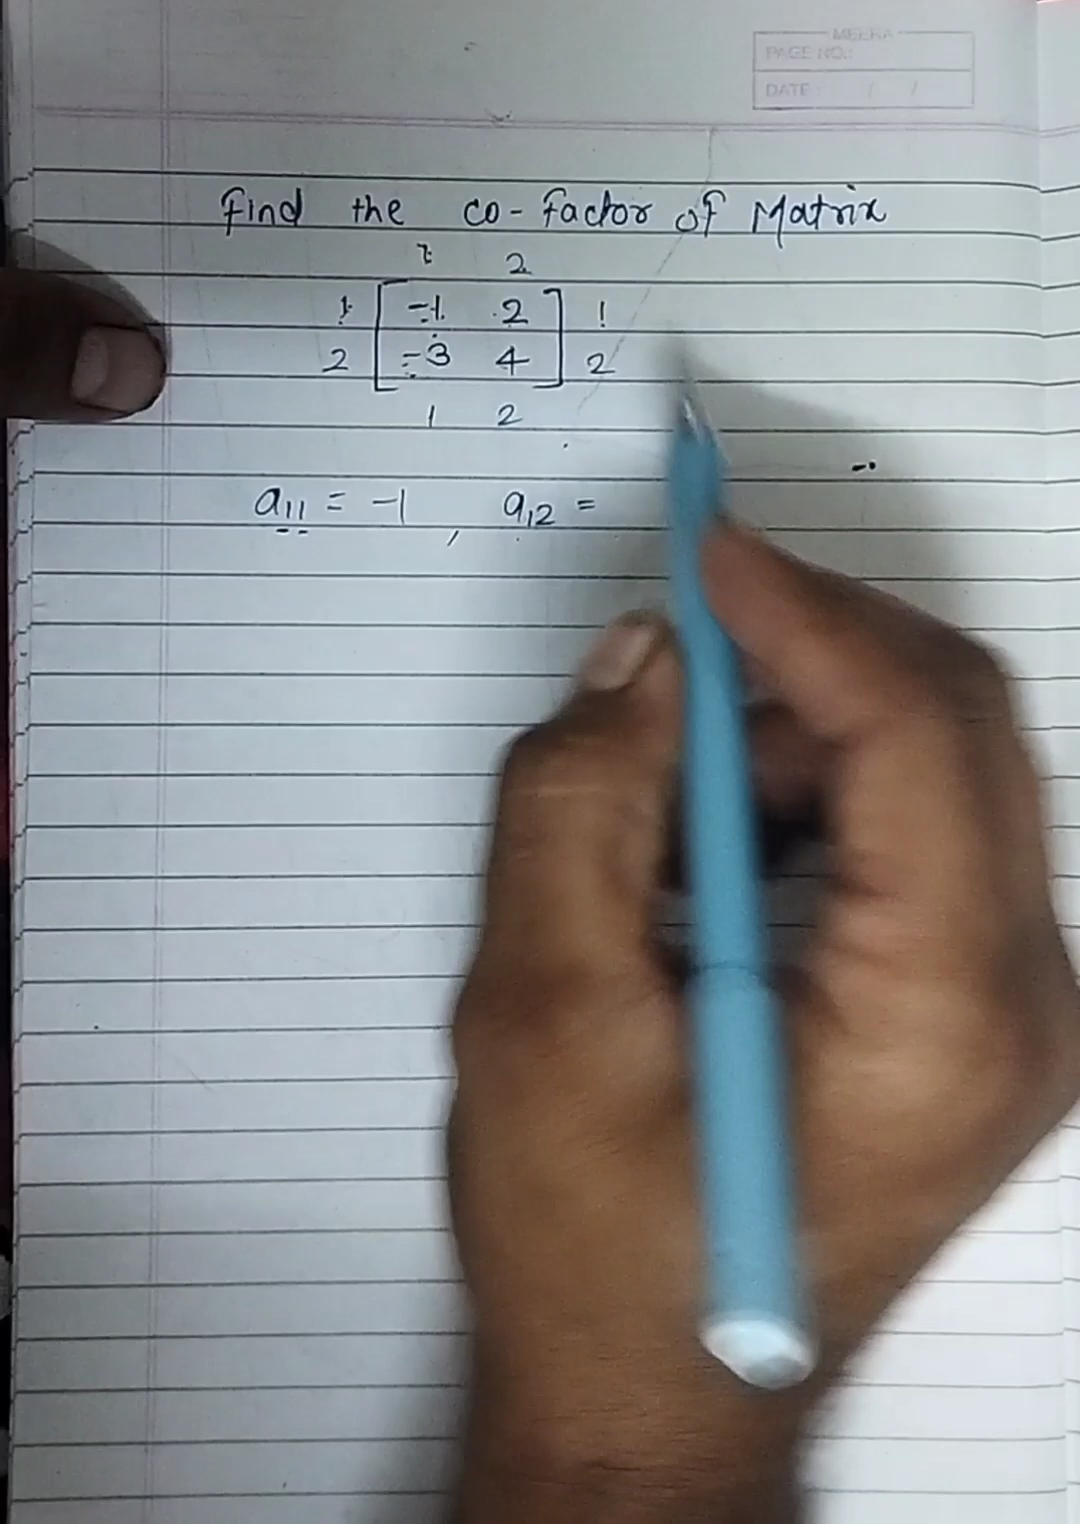 MEERA
PAGE NO.:
DATE: / /
Find the co-factor of Matrix
1 2
1 [ -1 2 ] 1
2 [ -3 4 ] 2
1 2
a11 = -1 , a12 =